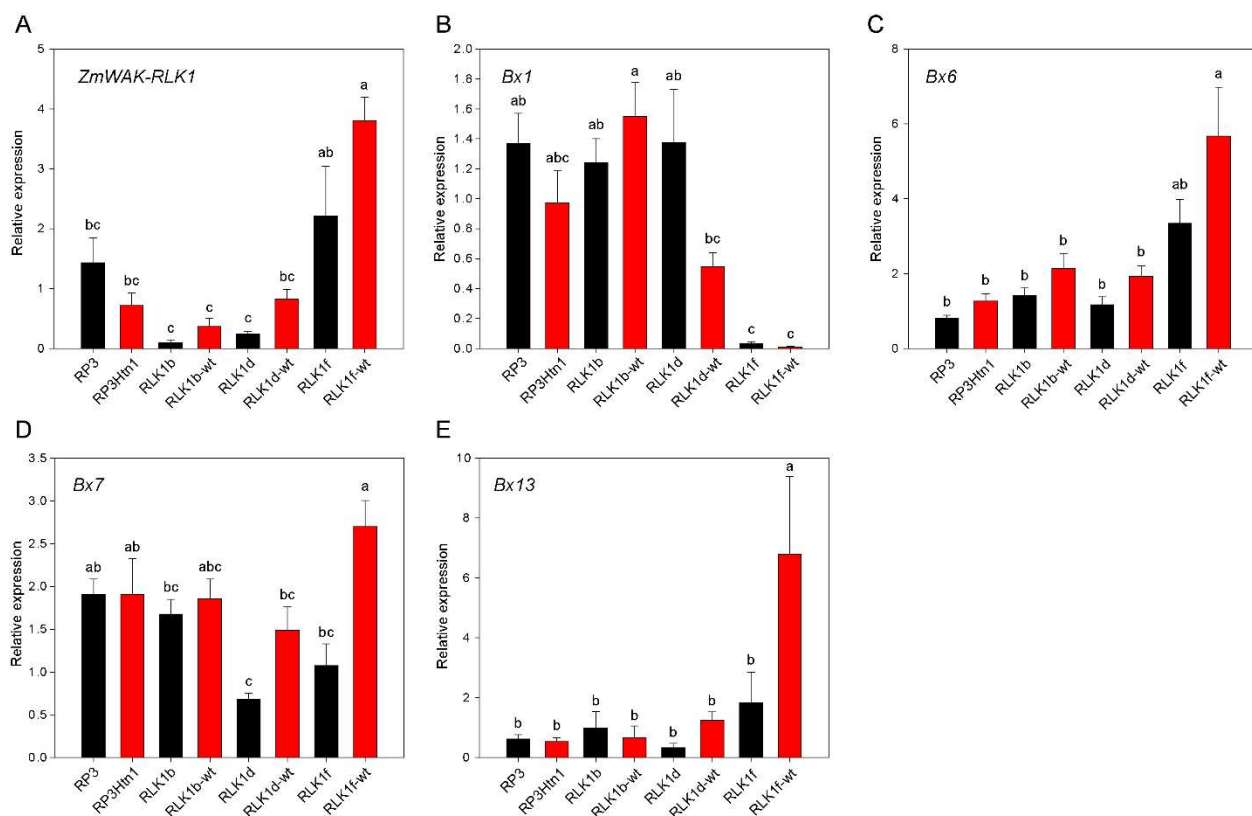 A
ZmWAK-RLK1
Relative expression
5
4
3
2
1
0
bc
bc
c
c
c
bc
ab
a
RP3
RP3Htn1
RLK1b
RLK1b-wt
RLK1d
RLK1d-wt
RLK1f
RLK1f-wt
B
Bx1
Relative expression
2.0
1.8
1.6
1.4
1.2
1.0
0.8
0.6
0.4
0.2
0.0
ab
abc
ab
a
ab
bc
c
c
RP3
RP3Htn1
RLK1b
RLK1b-wt
RLK1d
RLK1d-wt
RLK1f
RLK1f-wt
C
Bx6
Relative expression
8
6
4
2
0
b
b
b
b
b
b
ab
a
RP3
RP3Htn1
RLK1b
RLK1b-wt
RLK1d
RLK1d-wt
RLK1f
RLK1f-wt
D
Bx7
Relative expression
3.5
3.0
2.5
2.0
1.5
1.0
0.5
0.0
ab
ab
bc
abc
c
bc
bc
a
RP3
RP3Htn1
RLK1b
RLK1b-wt
RLK1d
RLK1d-wt
RLK1f
RLK1f-wt
E
Bx13
Relative expression
10
8
6
4
2
0
b
b
b
b
b
b
b
a
RP3
RP3Htn1
RLK1b
RLK1b-wt
RLK1d
RLK1d-wt
RLK1f
RLK1f-wt